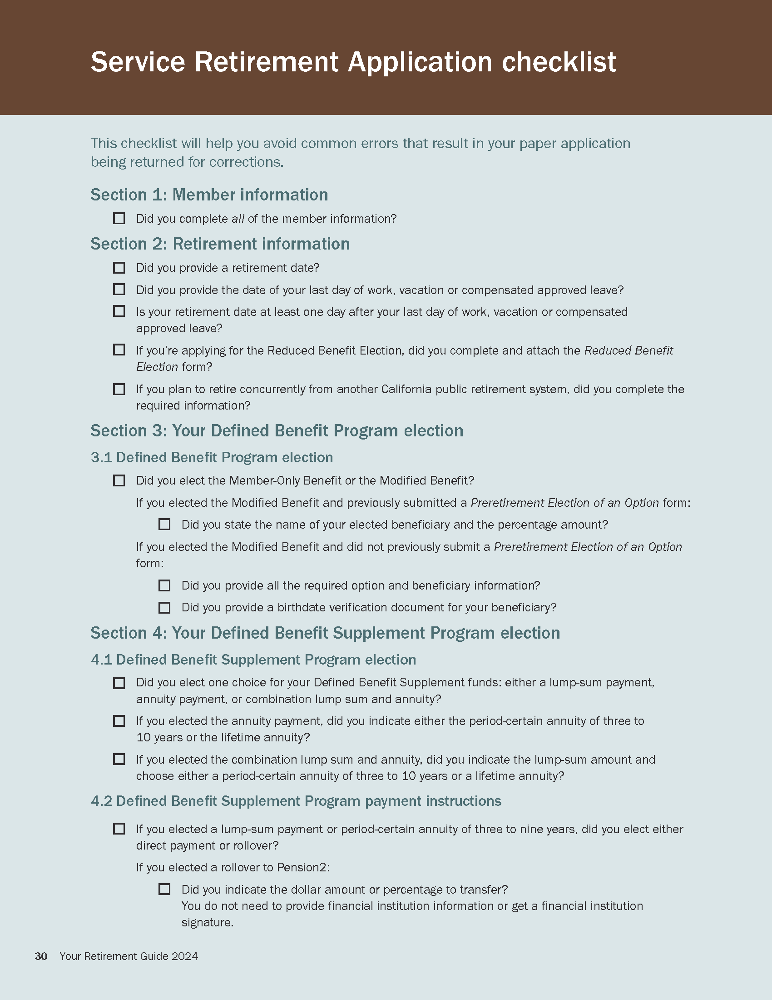 Service Retirement Application checklist
This checklist will help you avoid common errors that result in your paper application
being returned for corrections.
Section 1: Member information
Did you complete all of the member information?
Section 2: Retirement information
Did you provide a retirement date?
Did you provide the date of your last day of work, vacation or compensated approved leave?
Is your retirement date at least one day after your last day of work, vacation or compensated
approved leave?
If you’re applying for the Reduced Benefit Election, did you complete and attach the Reduced Benefit
Election form?
If you plan to retire concurrently from another California public retirement system, did you complete the
required information?
Section 3: Your Defined Benefit Program election
3.1 Defined Benefit Program election
Did you elect the Member-Only Benefit or the Modified Benefit?
If you elected the Modified Benefit and previously submitted a Preretirement Election of an Option form:
Did you state the name of your elected beneficiary and the percentage amount?
If you elected the Modified Benefit and did not previously submit a Preretirement Election of an Option
form:
Did you provide all the required option and beneficiary information?
Did you provide a birthdate verification document for your beneficiary?
Section 4: Your Defined Benefit Supplement Program election
4.1 Defined Benefit Supplement Program election
Did you elect one choice for your Defined Benefit Supplement funds: either a lump-sum payment,
annuity payment, or combination lump sum and annuity?
If you elected the annuity payment, did you indicate either the period-certain annuity of three to
10 years or the lifetime annuity?
If you elected the combination lump sum and annuity, did you indicate the lump-sum amount and
choose either a period-certain annuity of three to 10 years or a lifetime annuity?
4.2 Defined Benefit Supplement Program payment instructions
If you elected a lump-sum payment or period-certain annuity of three to nine years, did you elect either
direct payment or rollover?
If you elected a rollover to Pension2:
Did you indicate the dollar amount or percentage to transfer?
You do not need to provide financial institution information or get a financial institution
signature.
30 Your Retirement Guide 2024